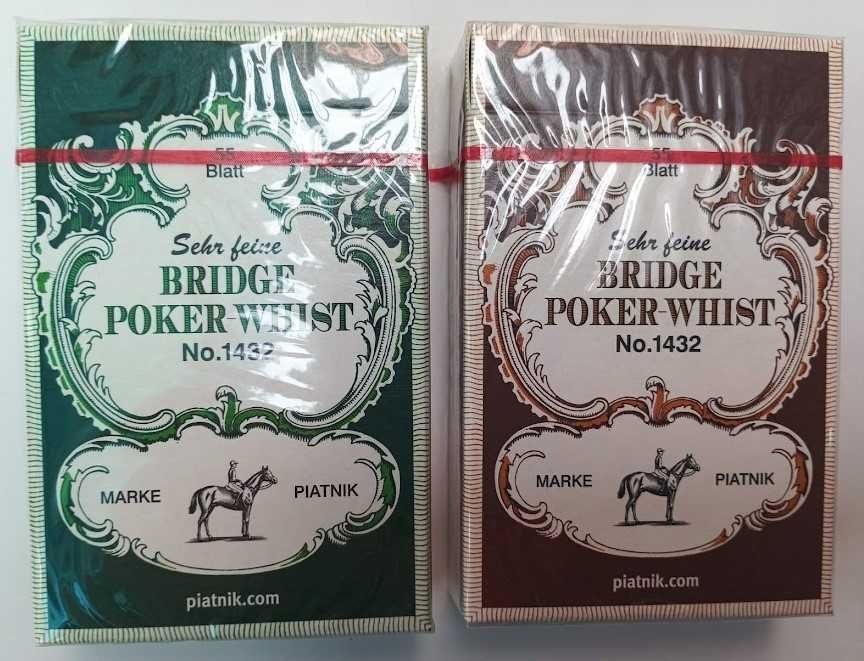 55
Blatt
Sehr feine
BRIDGE
POKER-WHIST
No.1432
MARKE PIATNIK
piatnik.com
55
Blatt
Sehr feine
BRIDGE
POKER-WHIST
No.1432
MARKE PIATNIK
piatnik.com